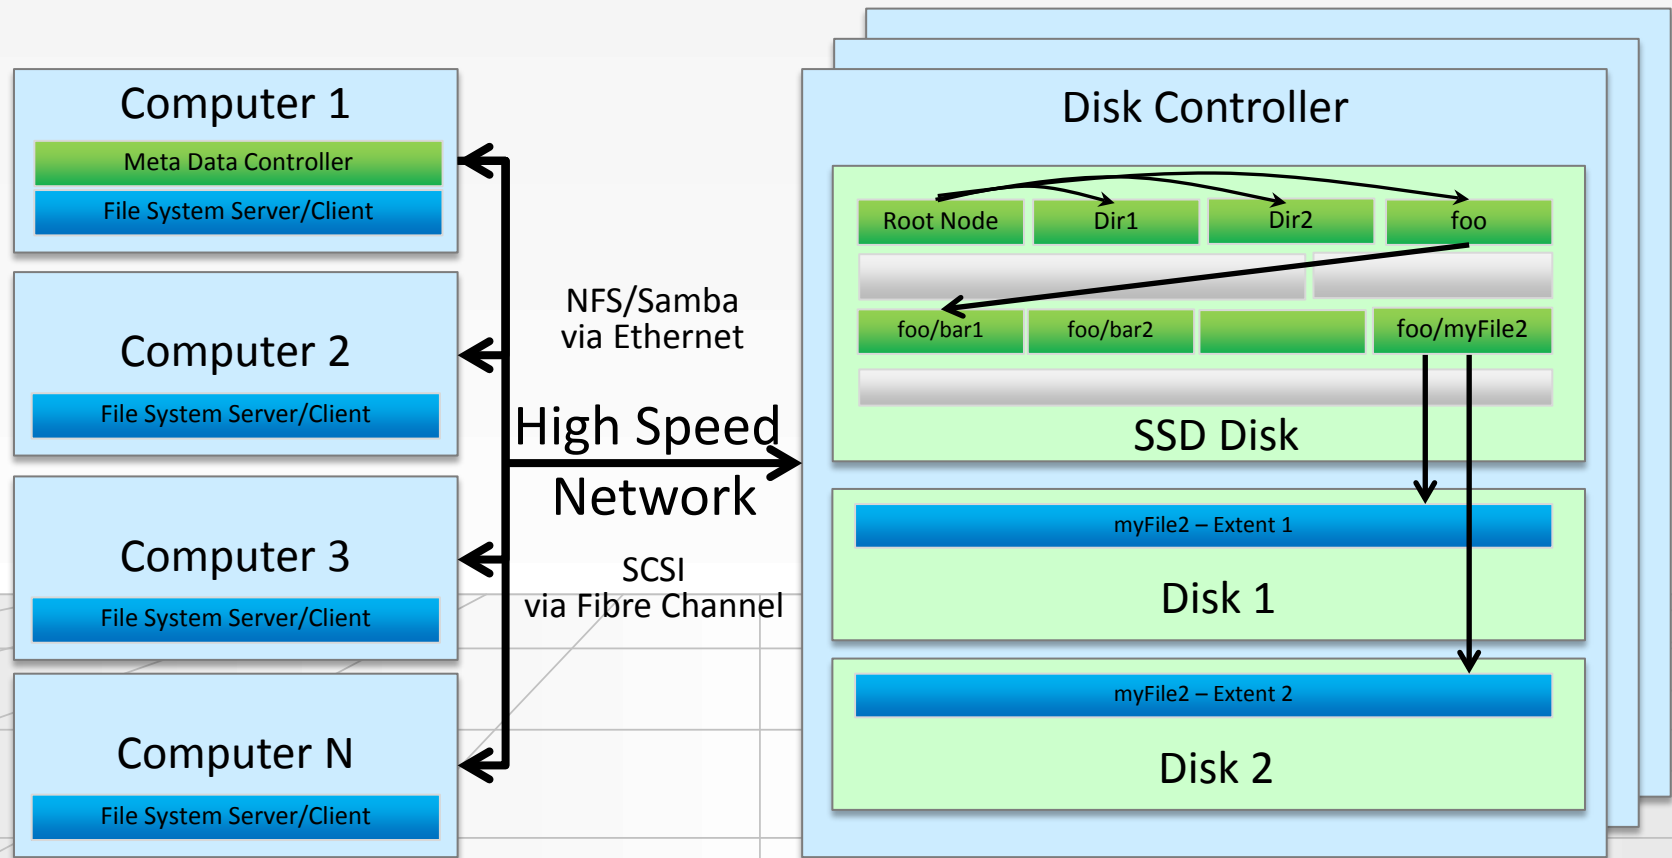 Computer 1
Meta Data Controller
File System Server/Client
Computer 2
File System Server/Client
Computer 3
File System Server/Client
Computer N
File System Server/Client
NFS/Samba
via Ethernet
High Speed
Network
SCSI
via Fibre Channel
Disk Controller
Root Node
Dir1
Dir2
foo
foo/bar1
foo/bar2
foo/myFile2
SSD Disk
myFile2 – Extent 1
Disk 1
myFile2 – Extent 2
Disk 2